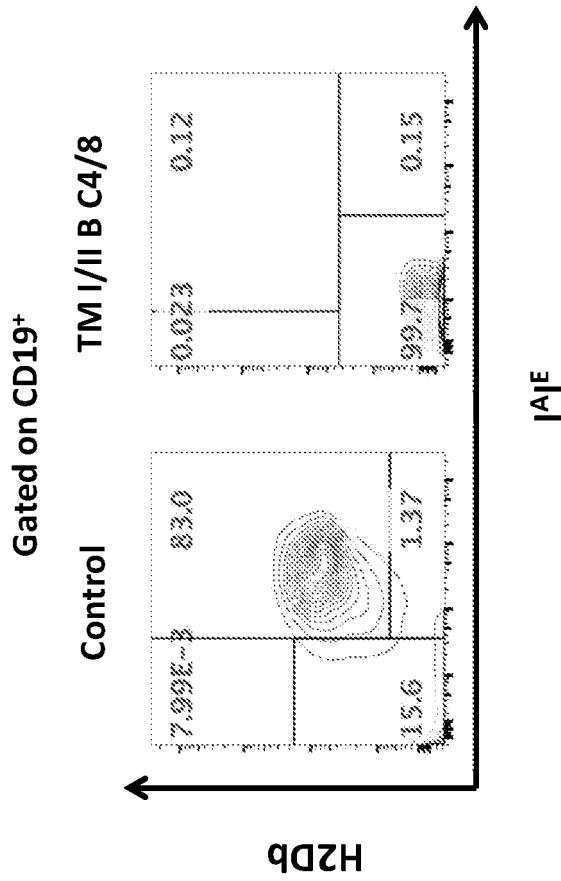 Gated on CD19⁺
Control
TM I/II B C4/8
7.99E-3
83.0
15.6
1.37
0.023
0.12
99.7
0.15
H2Db
I^A I^E